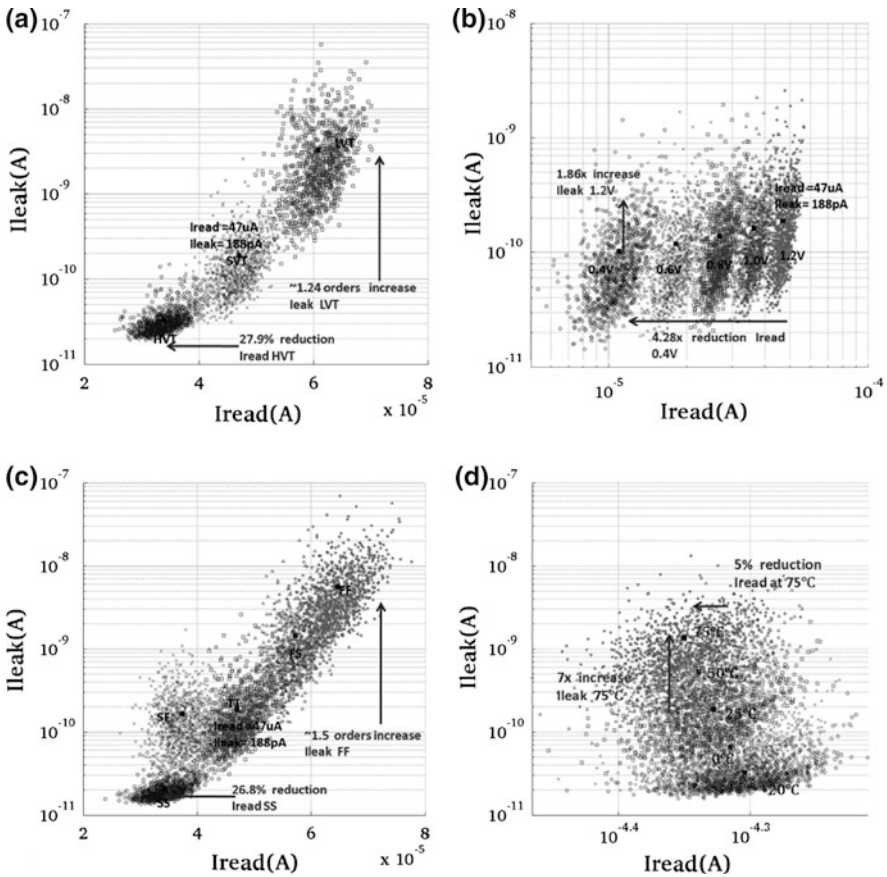 (a)
10^-7
10^-8
10^-9
10^-10
10^-11
Ileak(A)
LVT
Iread=47uA
Ileak= 188pA
SVT
~1.24 orders increase
leak LVT
HVT
27.9% reduction
Iread HVT
2
4
6
8
x 10^-5
Iread(A)
(b)
10^-8
10^-9
10^-10
10^-11
Ileak(A)
1.86x increase
Ileak 1.2V
Iread=47uA
Ileak= 188pA
0.4V
0.6V
0.8V
1.0V
1.2V
4.28x reduction Iread
0.4V
10^-5
10^-4
Iread(A)
(c)
10^-7
10^-8
10^-9
10^-10
10^-11
Ileak(A)
FF
FS
SF
TT
Iread=47uA
Ileak= 188pA
~1.5 orders increase
Ileak FF
SS
26.8% reduction
Iread SS
2
4
6
8
x 10^-5
Iread(A)
(d)
10^-7
10^-8
10^-9
10^-10
10^-11
Ileak(A)
5% reduction
Iread at 75°C
75°C
7x increase
Ileak 75°C
50°C
25°C
0°C
-20°C
10^-4.4
10^-4.3
Iread(A)